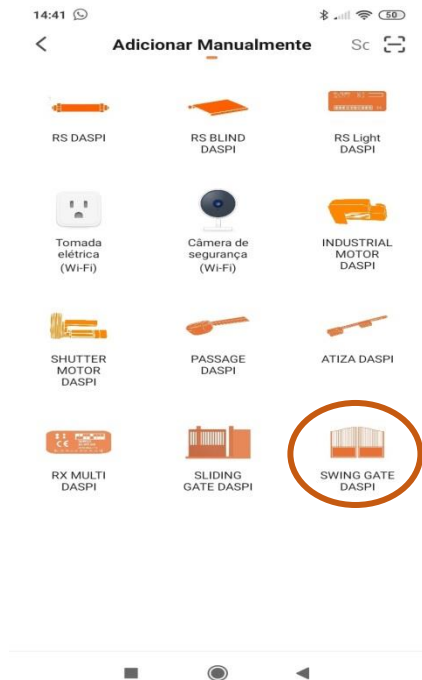 14:41
50
Adicionar Manualmente Sc
RS DASPI
RS BLIND
DASPI
RS Light
DASPI
Tomada
elétrica
(Wi-Fi)
Câmera de
segurança
(Wi-Fi)
INDUSTRIAL
MOTOR
DASPI
SHUTTER
MOTOR
DASPI
PASSAGE
DASPI
ATIZA DASPI
RX MULTI
DASPI
SLIDING
GATE DASPI
SWING GATE
DASPI